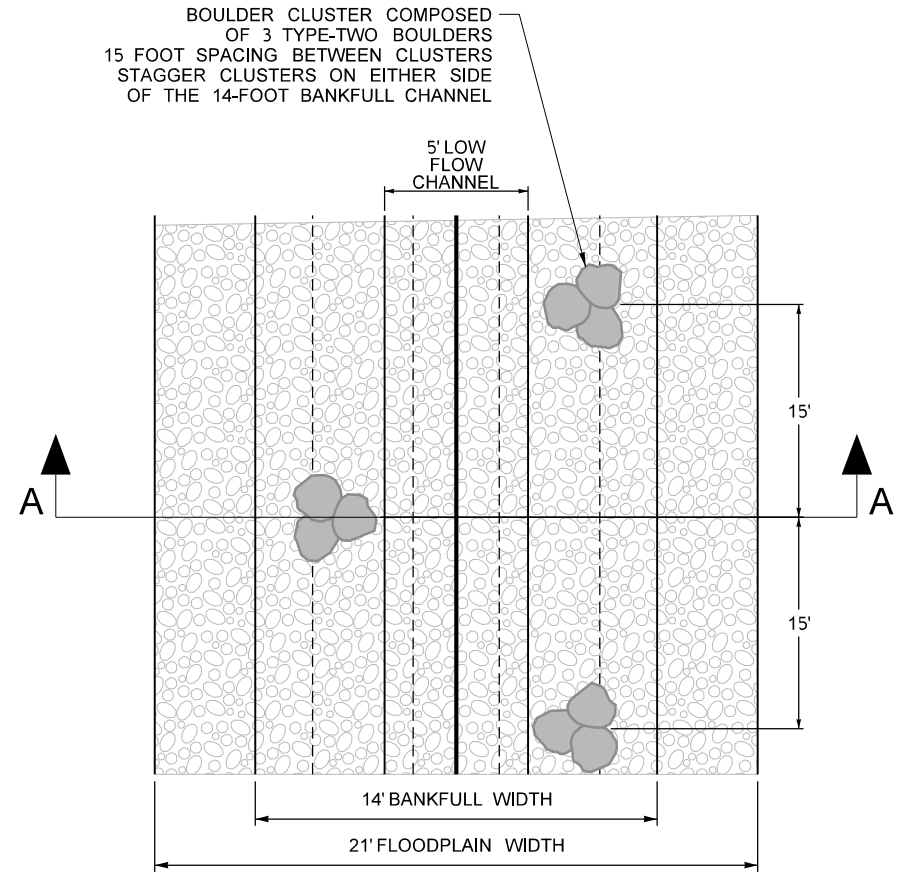 BOULDER CLUSTER COMPOSED
OF 3 TYPE-TWO BOULDERS
15 FOOT SPACING BETWEEN CLUSTERS
STAGGER CLUSTERS ON EITHER SIDE
OF THE 14-FOOT BANKFULL CHANNEL
5' LOW
FLOW
CHANNEL
15'
A
A
15'
14' BANKFULL WIDTH
21' FLOODPLAIN WIDTH